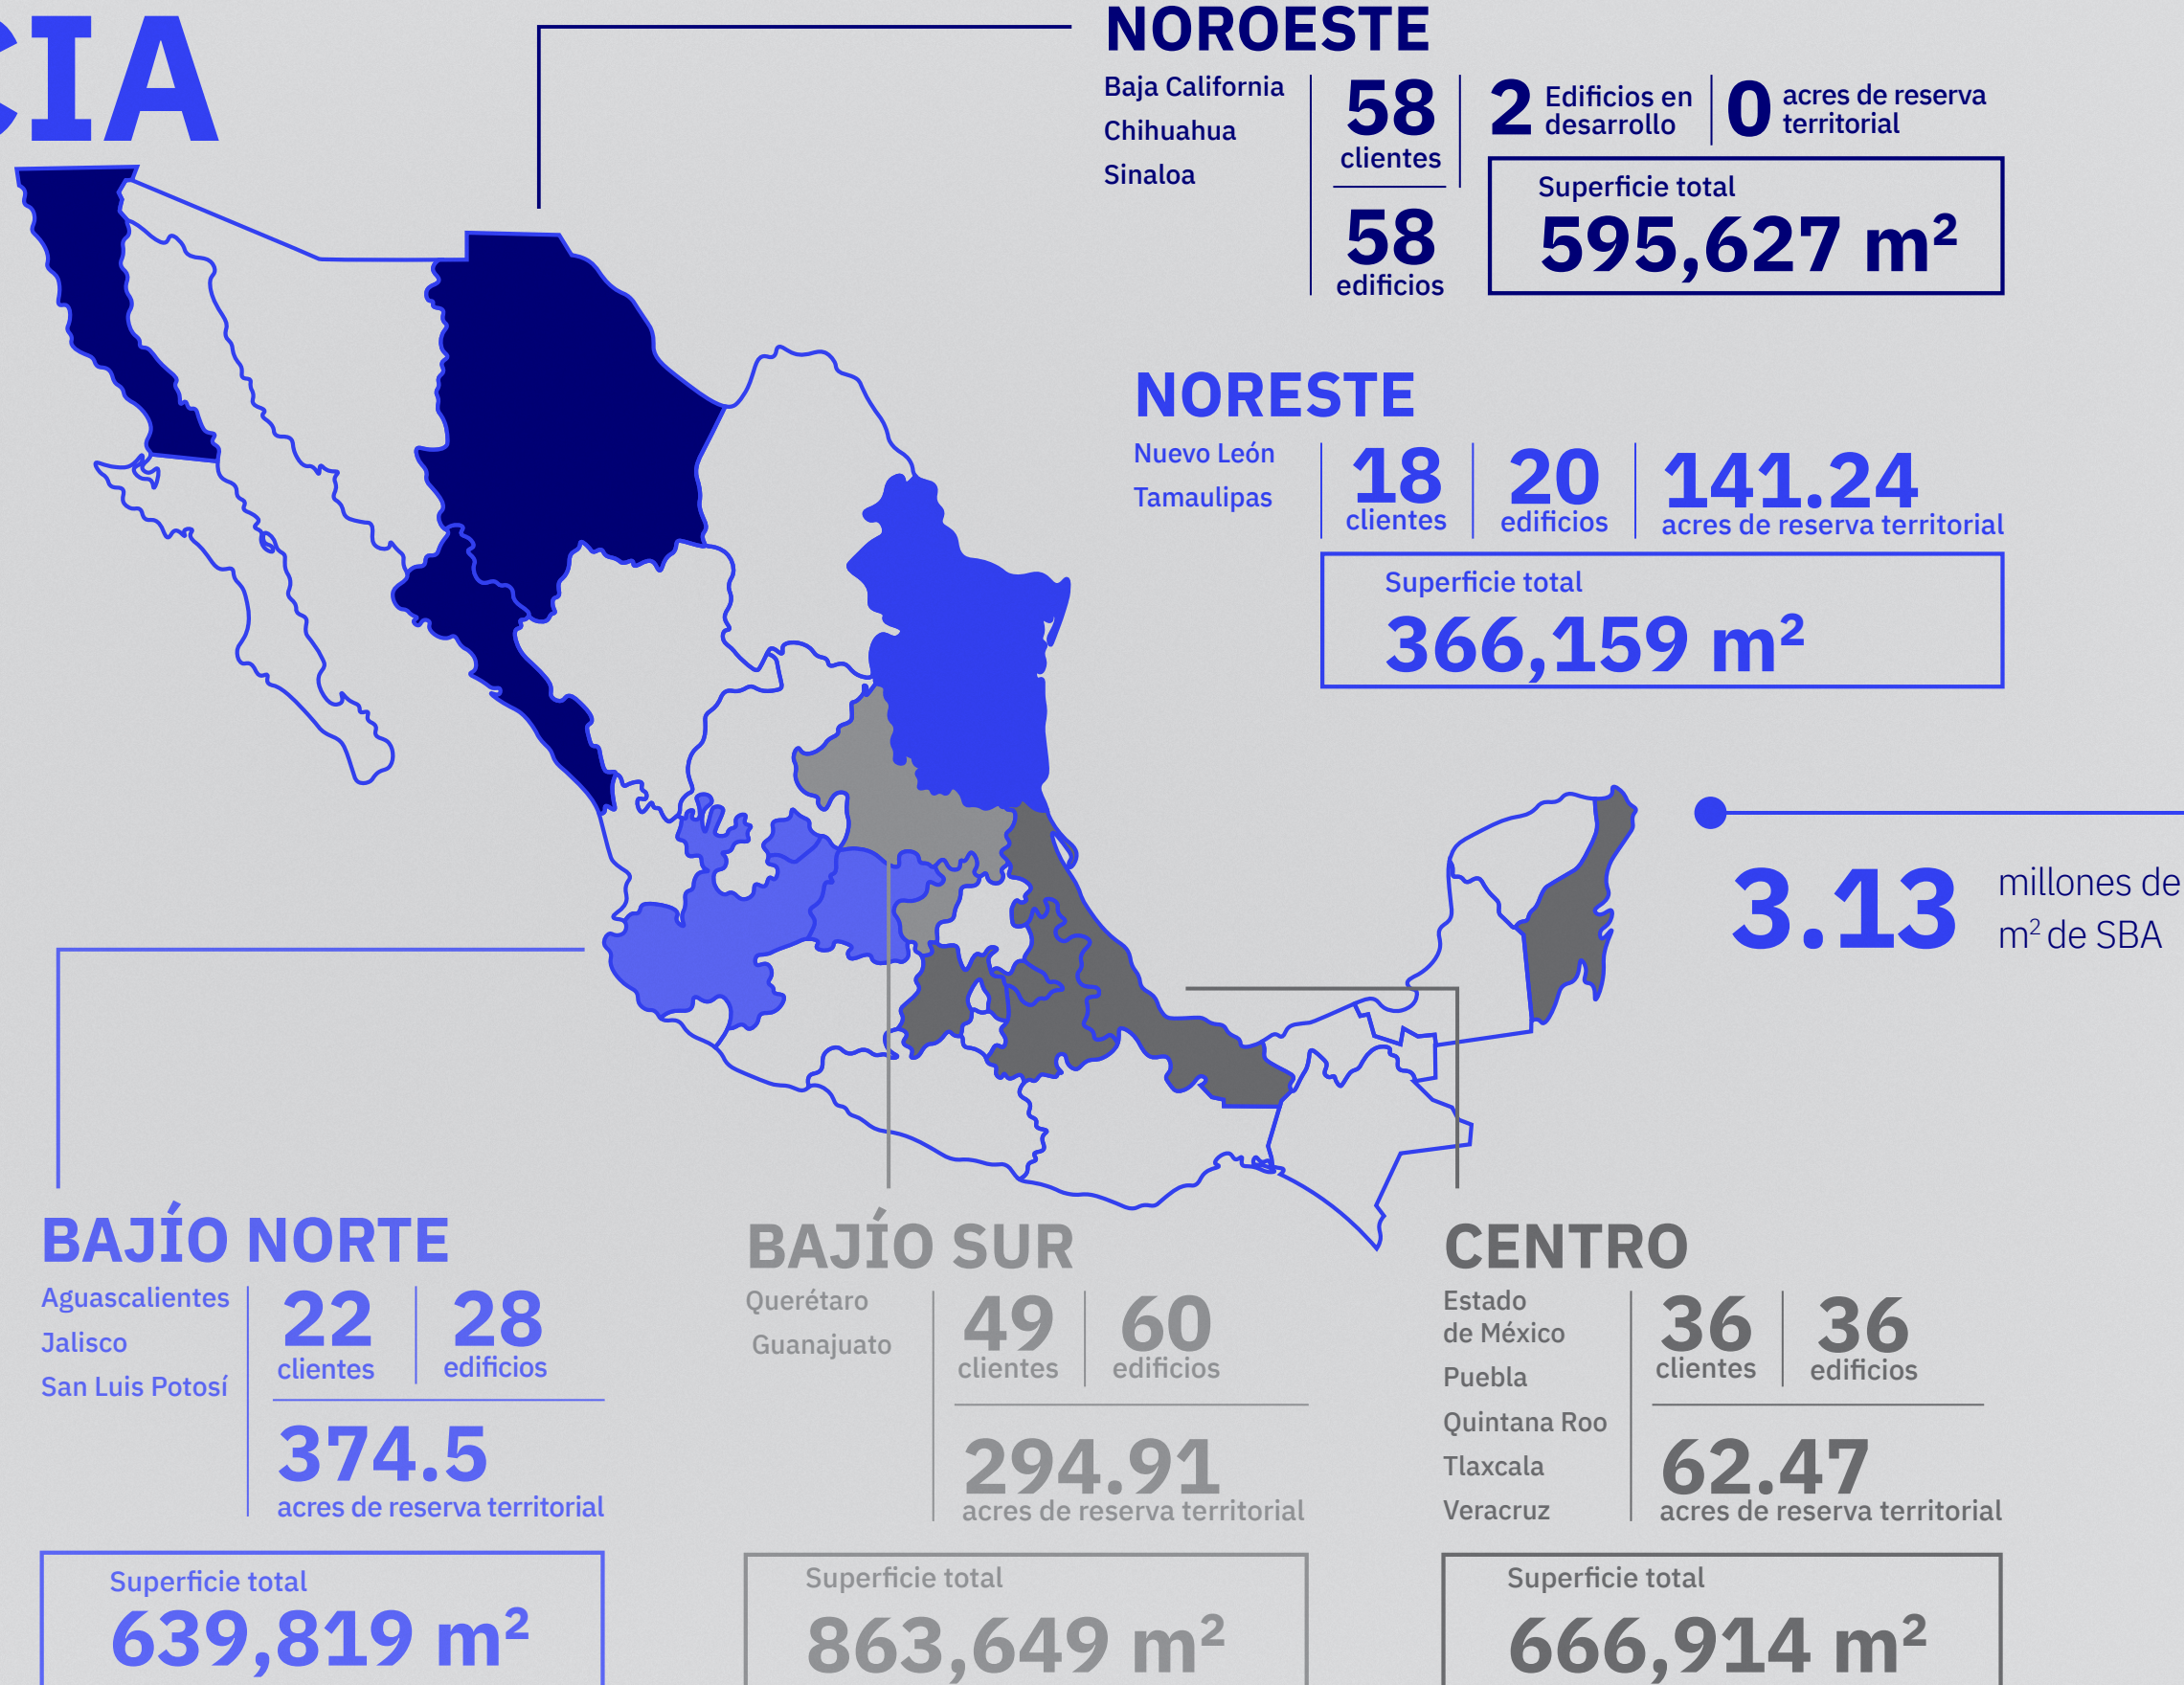 CIA
NOROESTE
Baja California
Chihuahua
Sinaloa
58
clientes
58
edificios
2
Edificios en
desarrollo
0
acres de reserva
territorial
Superficie total
595,627 m²
NORESTE
Nuevo León
Tamaulipas
18
clientes
20
edificios
141.24
acres de reserva territorial
Superficie total
366,159 m²
3.13
millones de
m² de SBA
BAJÍO NORTE
Aguascalientes
Jalisco
San Luis Potosí
22
clientes
28
edificios
374.5
acres de reserva territorial
Superficie total
639,819 m²
BAJÍO SUR
Querétaro
Guanajuato
49
clientes
60
edificios
294.91
acres de reserva territorial
Superficie total
863,649 m²
CENTRO
Estado
de México
Puebla
Quintana Roo
Tlaxcala
Veracruz
36
clientes
36
edificios
62.47
acres de reserva territorial
Superficie total
666,914 m²